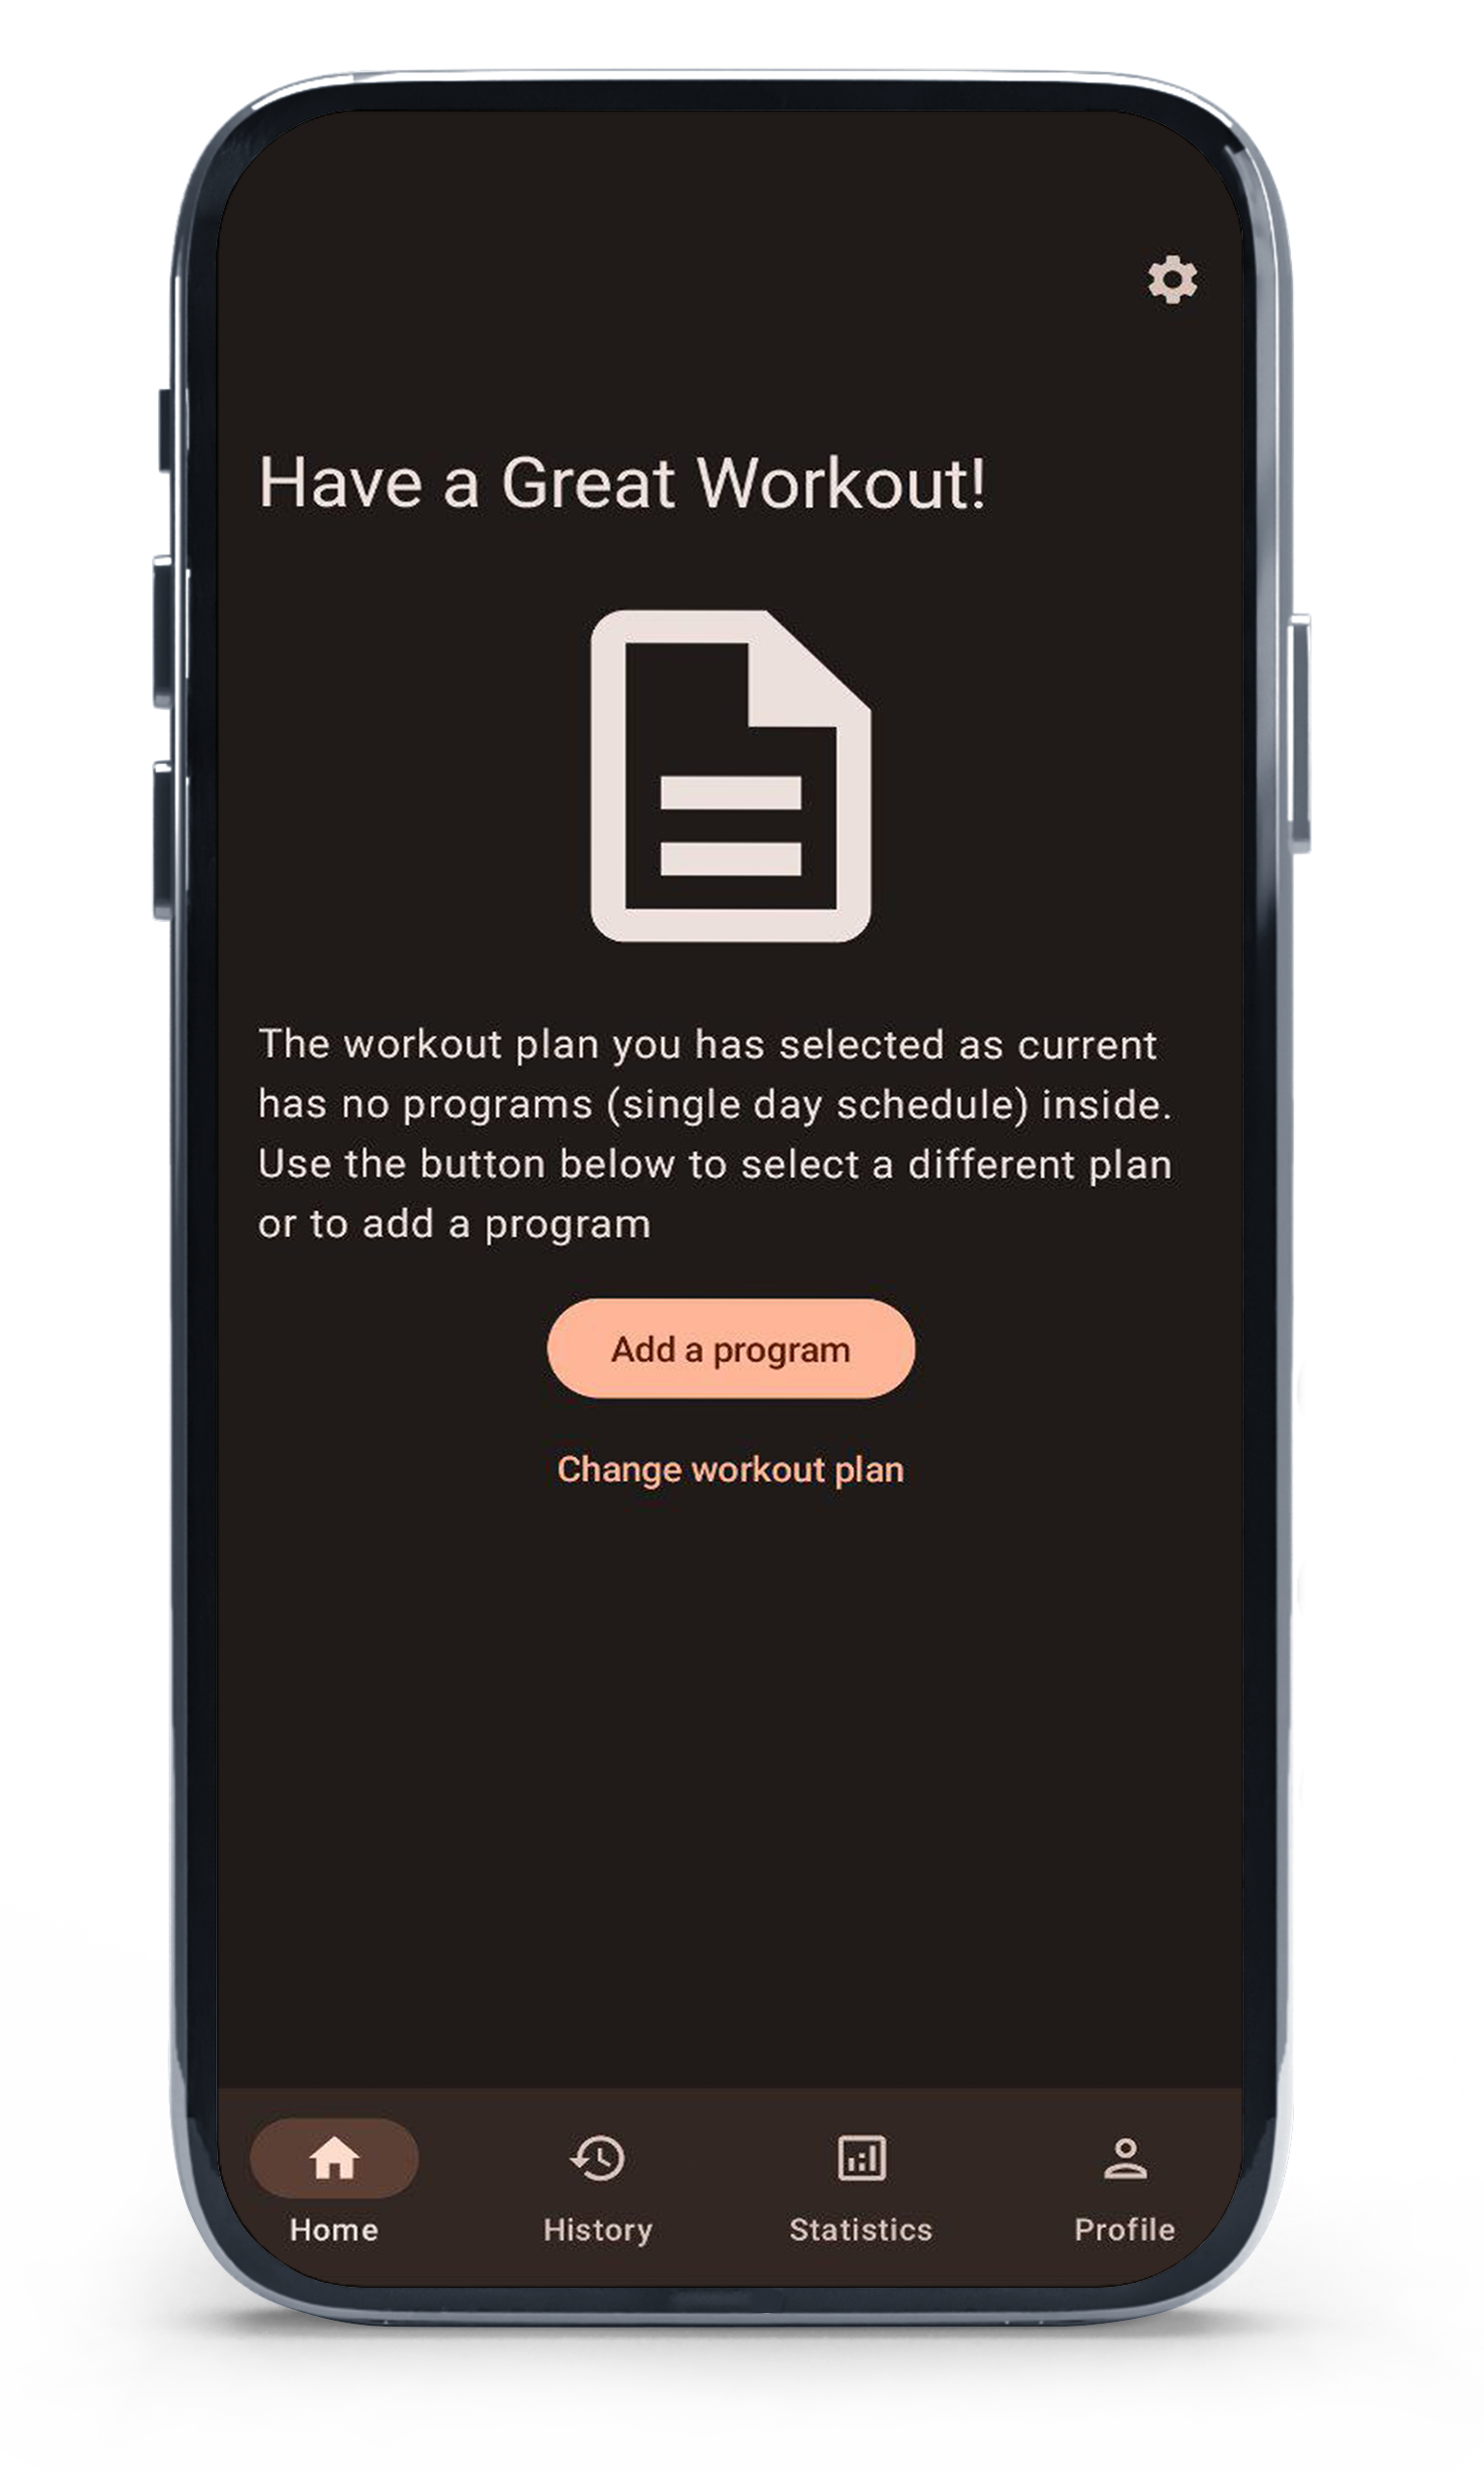 Have a Great Workout!
The workout plan you has selected as current
has no programs (single day schedule) inside.
Use the button below to select a different plan
or to add a program
Add a program
Change workout plan
Home
History
Statistics
Profile